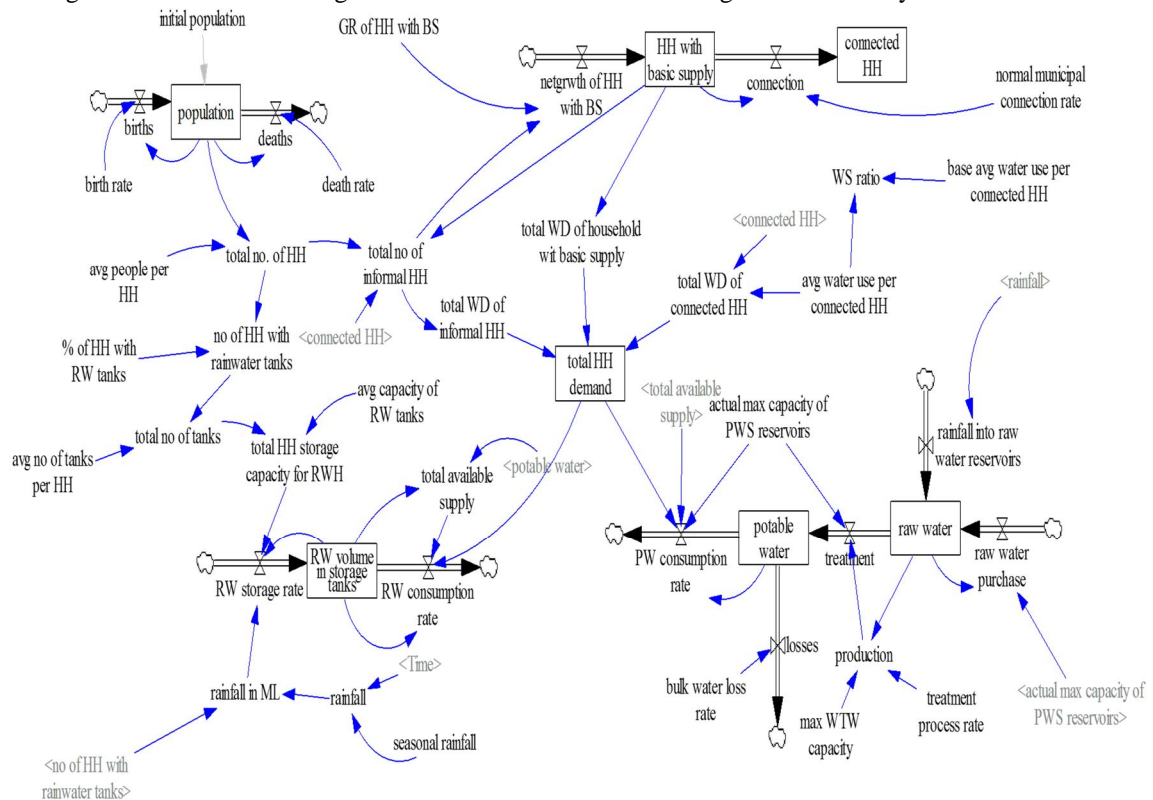 initial population
GR of HH with BS
HH with
basic supply
connected
HH
netgrwth of HH
with BS
connection
normal municipal
connection rate
population
births
deaths
birth rate
death rate
WS ratio
base avg water use per
connected HH
<connected HH>
total WD of household
wit basic supply
avg people per
HH
total no. of HH
total no of
informal HH
total WD of
connected HH
avg water use per
connected HH
<rainfall>
total WD of
informal HH
<connected HH>
% of HH with
RW tanks
no of HH with
rainwater tanks
total HH
demand
<total available
supply>
actual max capacity of
PWS reservoirs
avg capacity of
RW tanks
rainfall into raw
water reservoirs
total no of tanks
avg no of tanks
per HH
total HH storage
capacity for RWH
total available
supply
<potable water>
potable
water
raw water
PW consumption
rate
treatment
raw water
purchase
RW volume
in storage
tanks
RW storage rate
RW consumption
rate
losses
production
<Time>
rainfall in ML
rainfall
bulk water loss
rate
max WTW
capacity
treatment
process rate
<actual max capacity of
PWS reservoirs>
seasonal rainfall
<no of HH with
rainwater tanks>